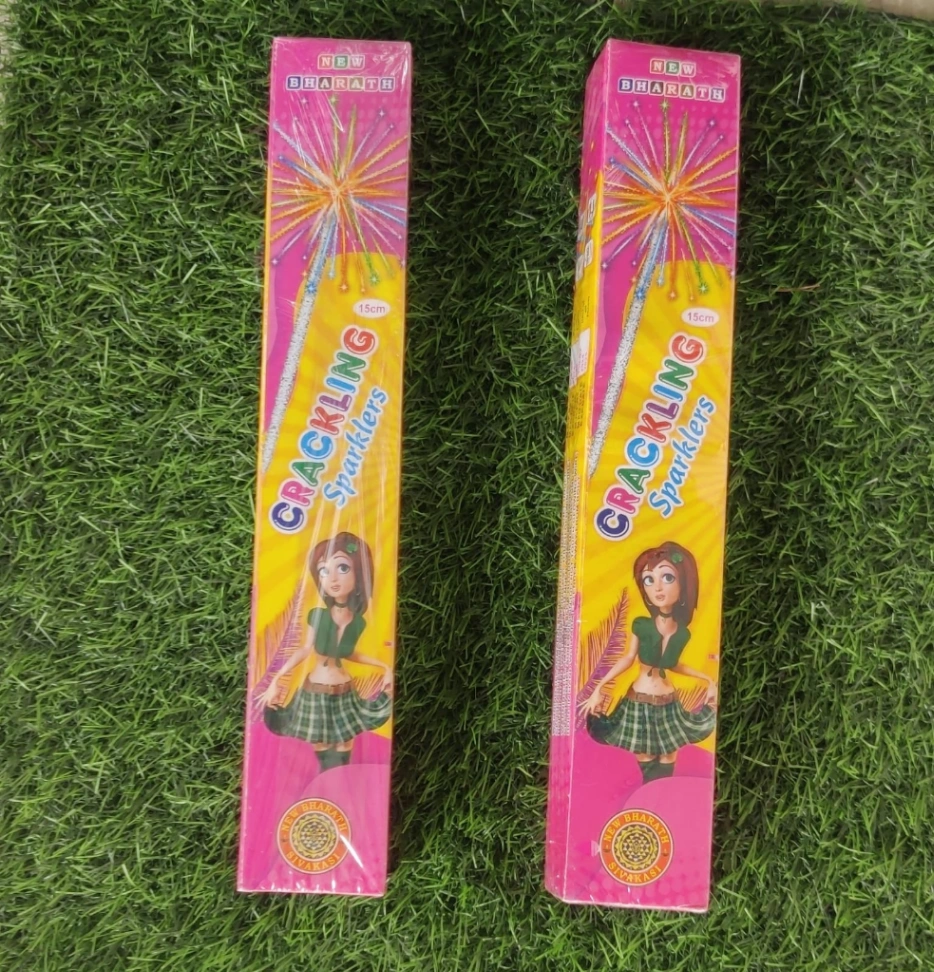 NEW
BHARATH
15cm
CRACKLING
Sparklers
NEW BHARATH
SIVAKASI
NEW
BHARATH
15cm
CRACKLING
Sparklers
NEW BHARATH
SIVAKASI